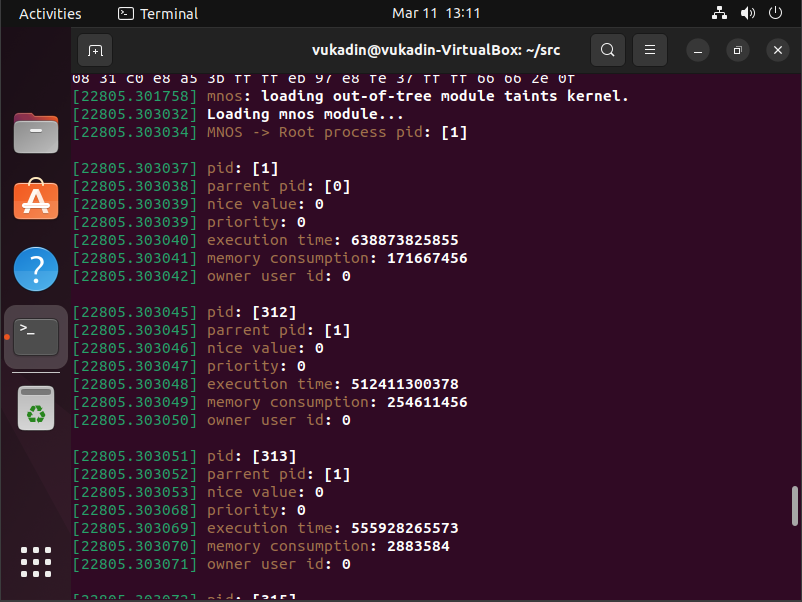 Activities
Terminal
Mar 11 13:11
vukadin@vukadin-VirtualBox: ~/src
08 31 c0 e8 a5 3b ff ff eb 97 e8 fe 37 ff ff 66 66 2e 0f
[22805.301758] mnos: loading out-of-tree module taints kernel.
[22805.303032] Loading mnos module...
[22805.303034] MNOS -> Root process pid: [1]
[22805.303037] pid: [1]
[22805.303038] parrent pid: [0]
[22805.303039] nice value: 0
[22805.303039] priority: 0
[22805.303040] execution time: 638873825855
[22805.303041] memory consumption: 171667456
[22805.303042] owner user id: 0
[22805.303045] pid: [312]
[22805.303045] parrent pid: [1]
[22805.303046] nice value: 0
[22805.303047] priority: 0
[22805.303048] execution time: 512411300378
[22805.303049] memory consumption: 254611456
[22805.303050] owner user id: 0
[22805.303051] pid: [313]
[22805.303052] parrent pid: [1]
[22805.303053] nice value: 0
[22805.303068] priority: 0
[22805.303069] execution time: 555928265573
[22805.303070] memory consumption: 2883584
[22805.303071] owner user id: 0
[22805.303072] pid: [315]